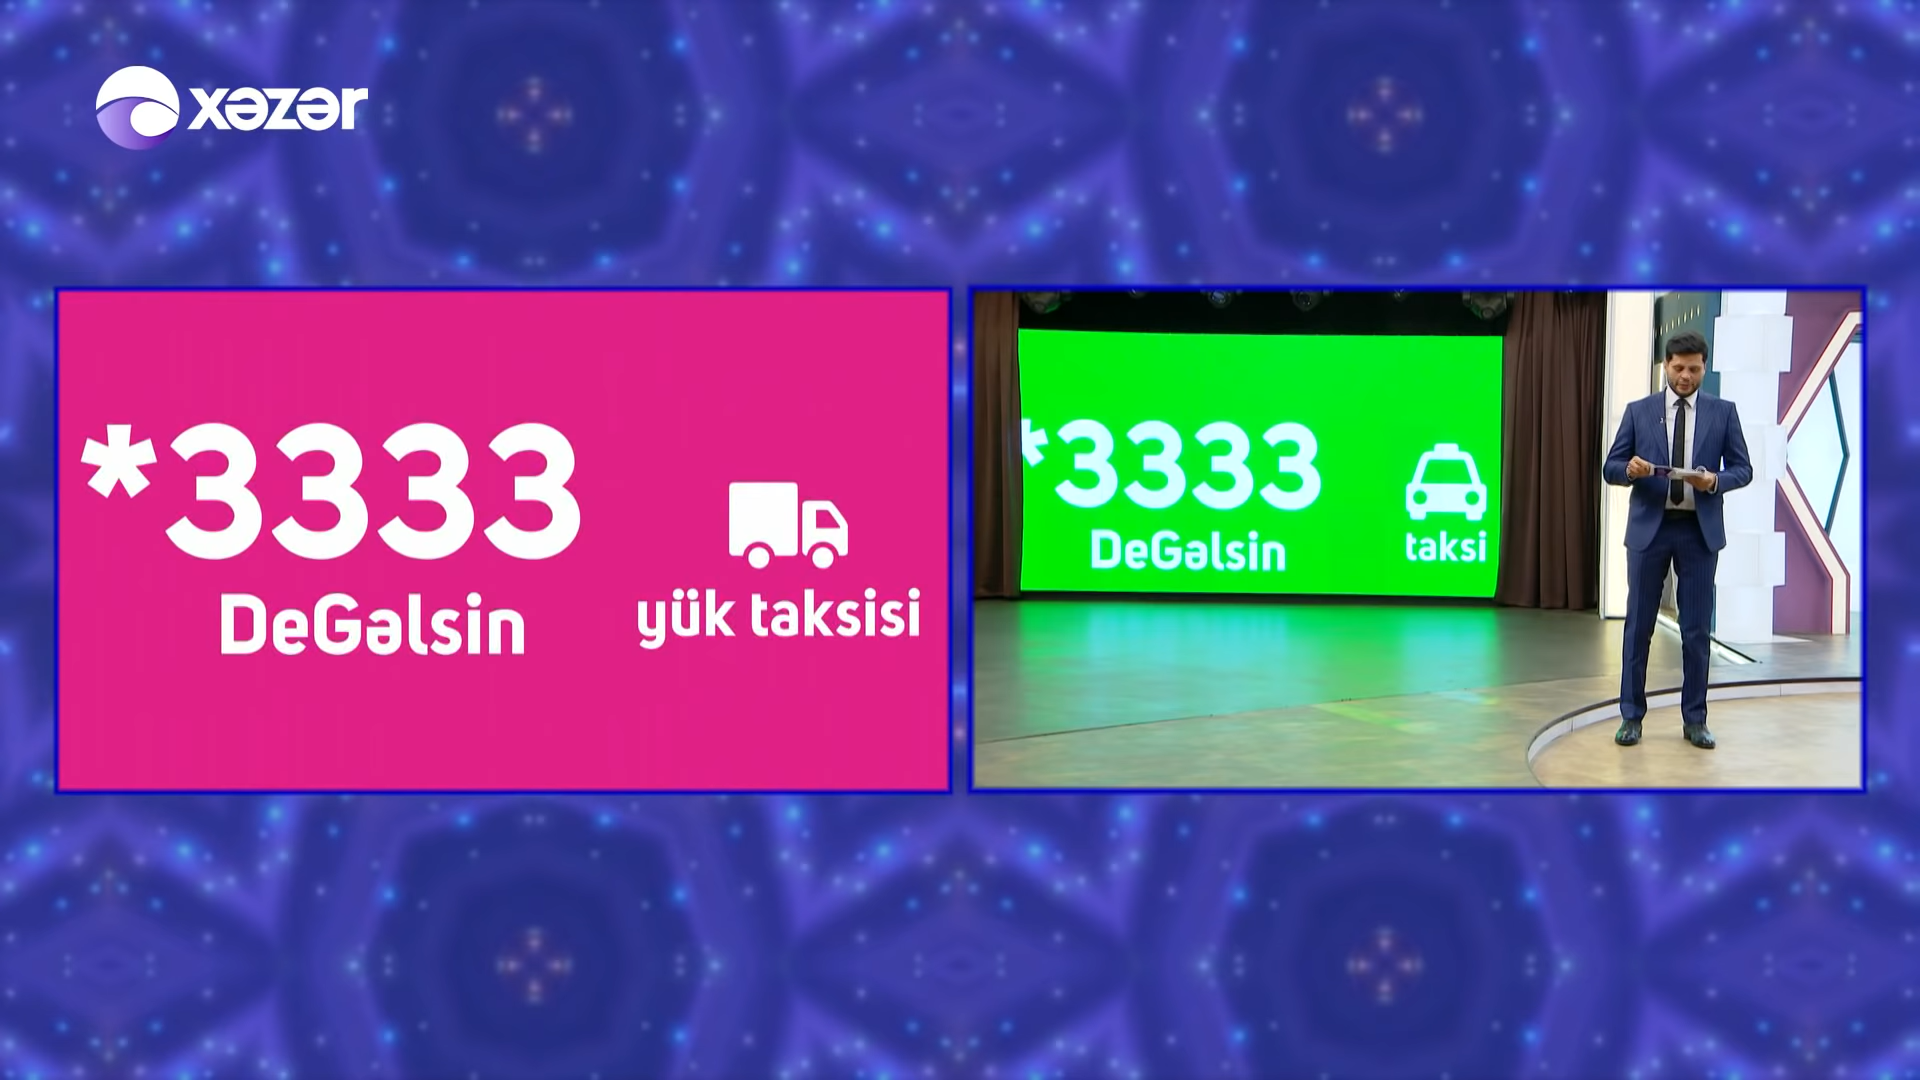 xəzər
*3333
DeGəlsin
yük taksisi
*3333
DeGəlsin
taksi